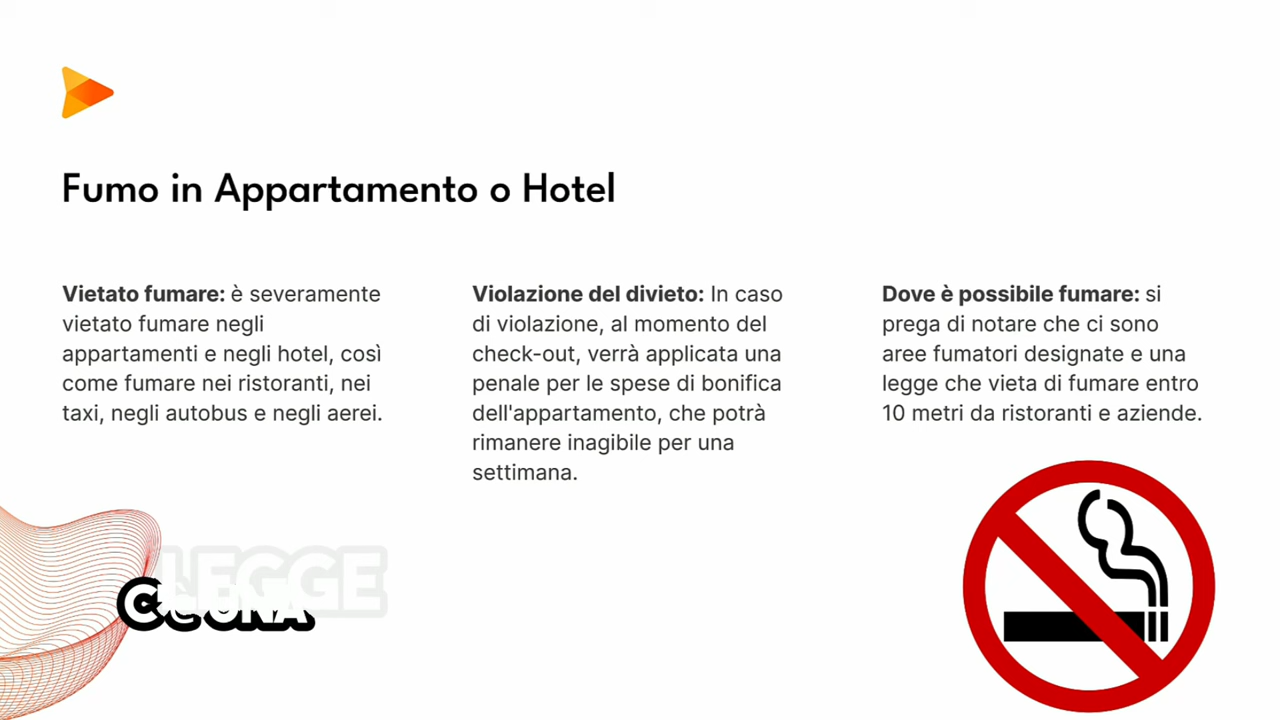 Fumo in Appartamento o Hotel
Vietato fumare: è severamente
vietato fumare negli
appartamenti e negli hotel, così
come fumare nei ristoranti, nei
taxi, negli autobus e negli aerei.
Violazione del divieto: In caso
di violazione, al momento del
check-out, verrà applicata una
penale per le spese di bonifica
dell'appartamento, che potrà
rimanere inagibile per una
settimana.
Dove è possibile fumare: si
prega di notare che ci sono
aree fumatori designate e una
legge che vieta di fumare entro
10 metri da ristoranti e aziende.
LEGGE
C'È UNA